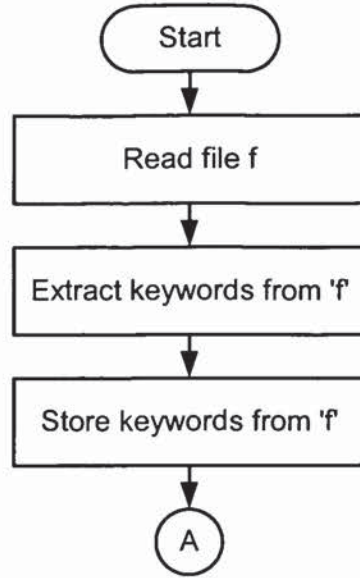 Start
Read file f
Extract keywords from 'f'
Store keywords from 'f'
A